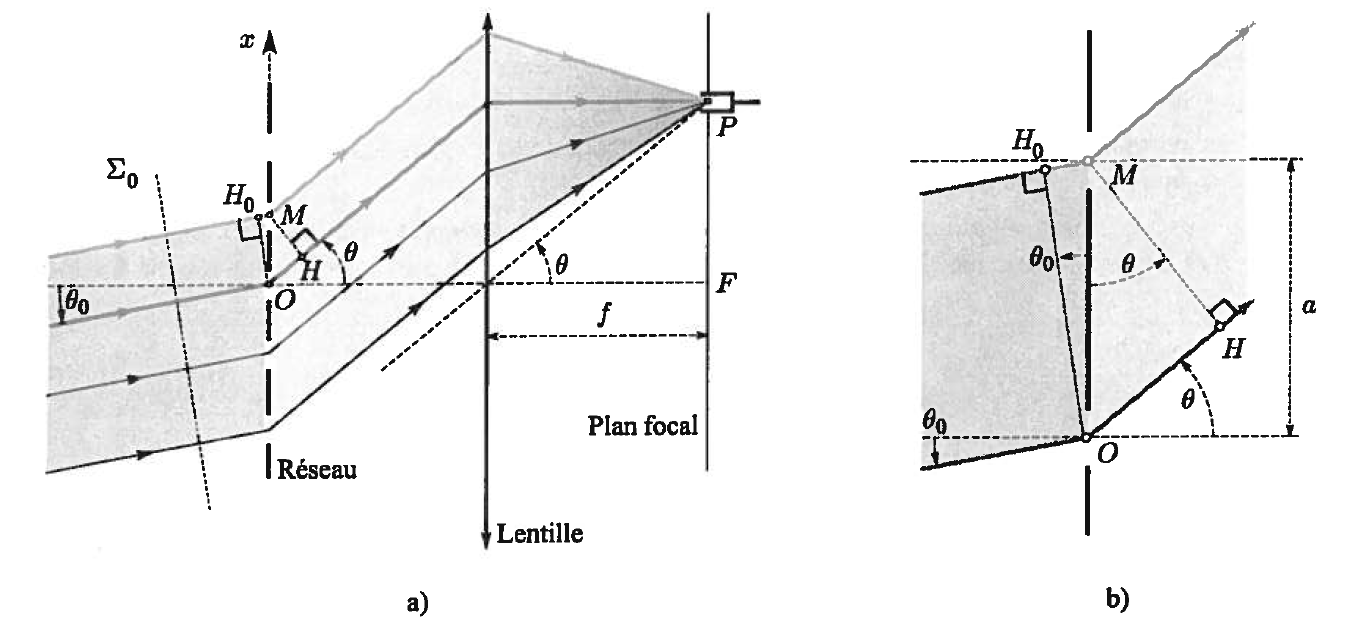 x
Σ₀
H₀
M
H
θ
θ₀
O
θ
P
F
f
Plan focal
Réseau
Lentille
a)
H₀
M
θ₀
θ
a
H
θ₀
θ
O
b)